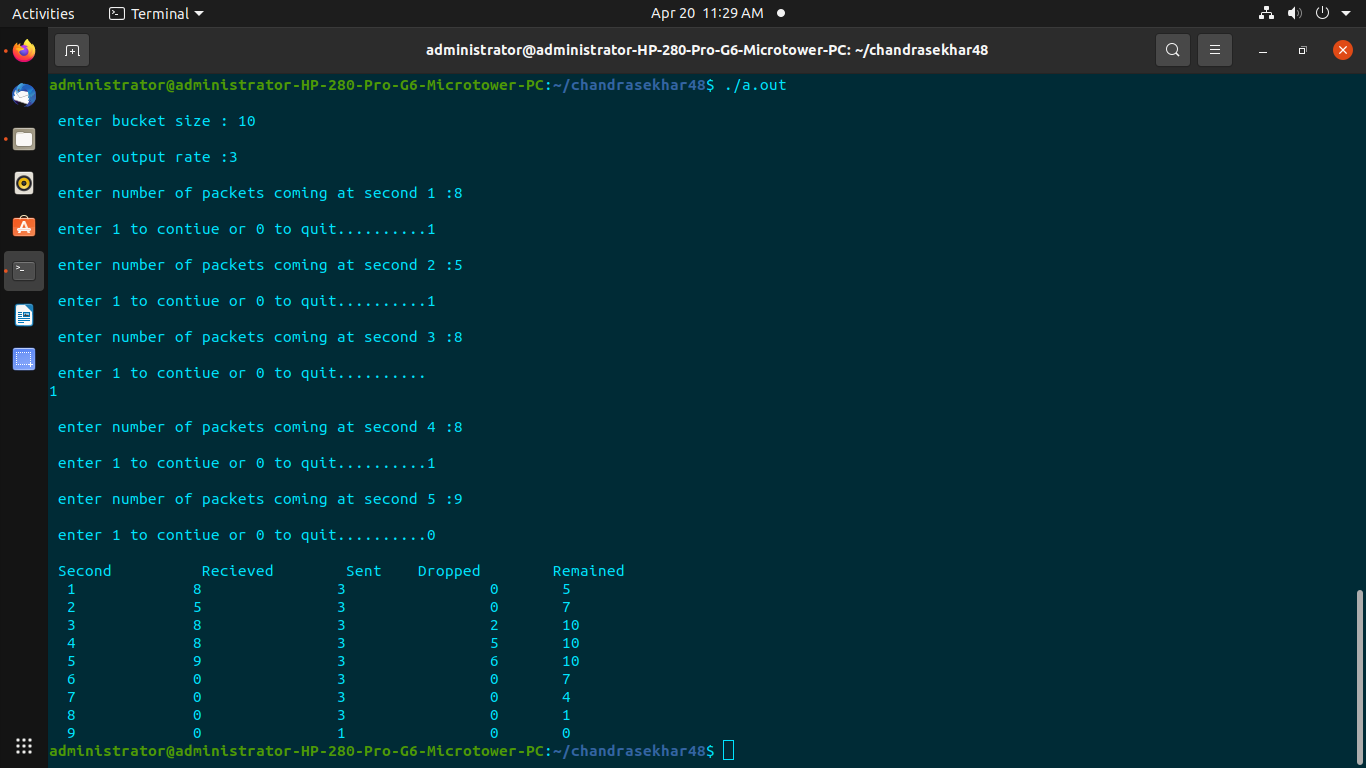 Activities Terminal Apr 20 11:29 AM
administrator@administrator-HP-280-Pro-G6-Microtower-PC: ~/chandrasekhar48
administrator@administrator-HP-280-Pro-G6-Microtower-PC:~/chandrasekhar48$ ./a.out
enter bucket size : 10
enter output rate :3
enter number of packets coming at second 1 :8
enter 1 to contiue or 0 to quit..........1
enter number of packets coming at second 2 :5
enter 1 to contiue or 0 to quit..........1
enter number of packets coming at second 3 :8
enter 1 to contiue or 0 to quit..........
1
enter number of packets coming at second 4 :8
enter 1 to contiue or 0 to quit..........1
enter number of packets coming at second 5 :9
enter 1 to contiue or 0 to quit..........0
Second Recieved Sent Dropped Remained
1 8 3 0 5
2 5 3 0 7
3 8 3 2 10
4 8 3 5 10
5 9 3 6 10
6 0 3 0 7
7 0 3 0 4
8 0 3 0 1
9 0 1 0 0
administrator@administrator-HP-280-Pro-G6-Microtower-PC:~/chandrasekhar48$